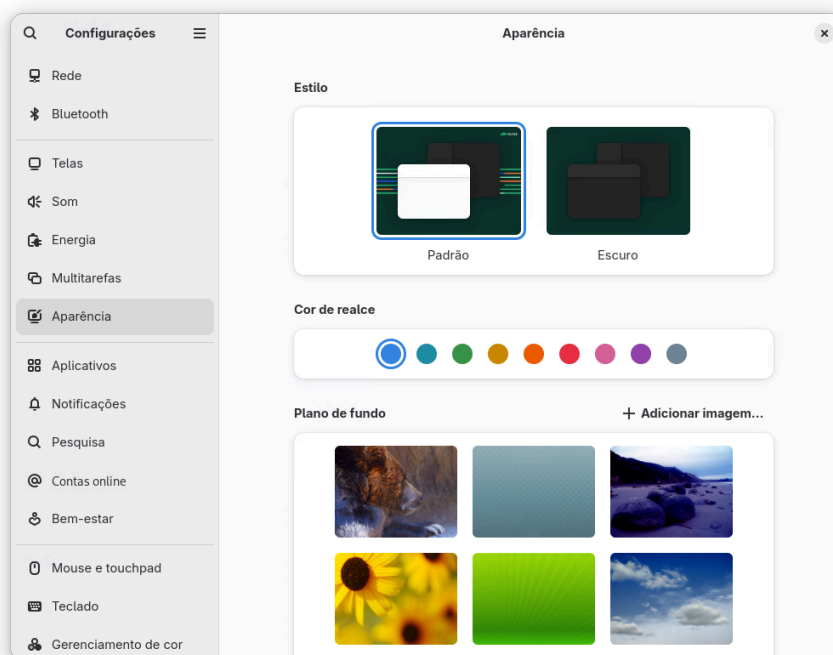 Configurações
Aparência
Rede
Bluetooth
Telas
Som
Energia
Multitarefas
Aparência
Aplicativos
Notificações
Pesquisa
Contas online
Bem-estar
Mouse e touchpad
Teclado
Gerenciamento de cor
Estilo
Padrão
Escuro
Cor de realce
Plano de fundo
+ Adicionar imagem...